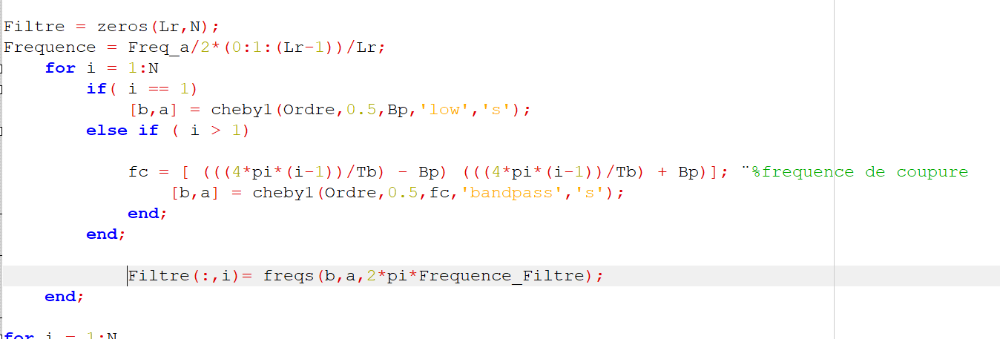 Filtre = zeros(Lr,N);
Frequence = Freq_a/2*(0:1:(Lr-1))/Lr;
for i = 1:N
if( i == 1)
[b,a] = cheby1(Ordre,0.5,Bp,'low','s');
else if ( i > 1)
fc = [ (((4*pi*(i-1))/Tb) - Bp) (((4*pi*(i-1))/Tb) + Bp)]; ¨%frequence de coupure
[b,a] = cheby1(Ordre,0.5,fc,'bandpass','s');
end;
end;
Filtre(:,i)= freqs(b,a,2*pi*Frequence_Filtre);
end;
for i = 1:N